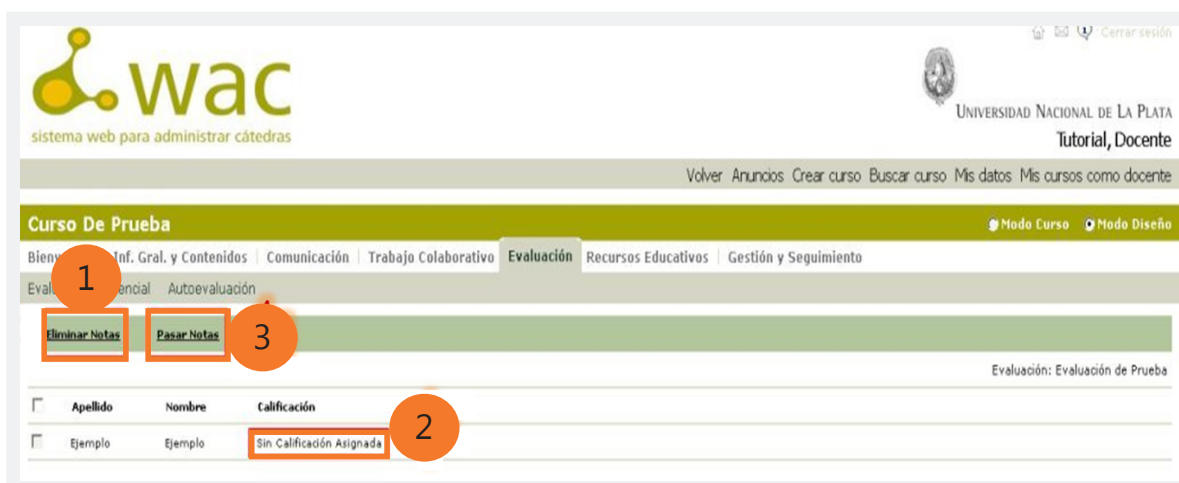 Cerrar sesión
wac
sistema web para administrar cátedras
UNIVERSIDAD NACIONAL DE LA PLATA
Tutorial, Docente
Volver Anuncios Crear curso Buscar curso Mis datos Mis cursos como docente
Curso De Prueba Modo Curso Modo Diseño
Inf. Gral. y Contenidos Comunicación Trabajo Colaborativo Evaluación Recursos Educativos Gestión y Seguimiento
1
Autoevaluación
Eliminar Notas Pasar Notas 3
Evaluación: Evaluación de Prueba
Apellido Nombre Calificación
2
Ejemplo Ejemplo Sin Calificación Asignada